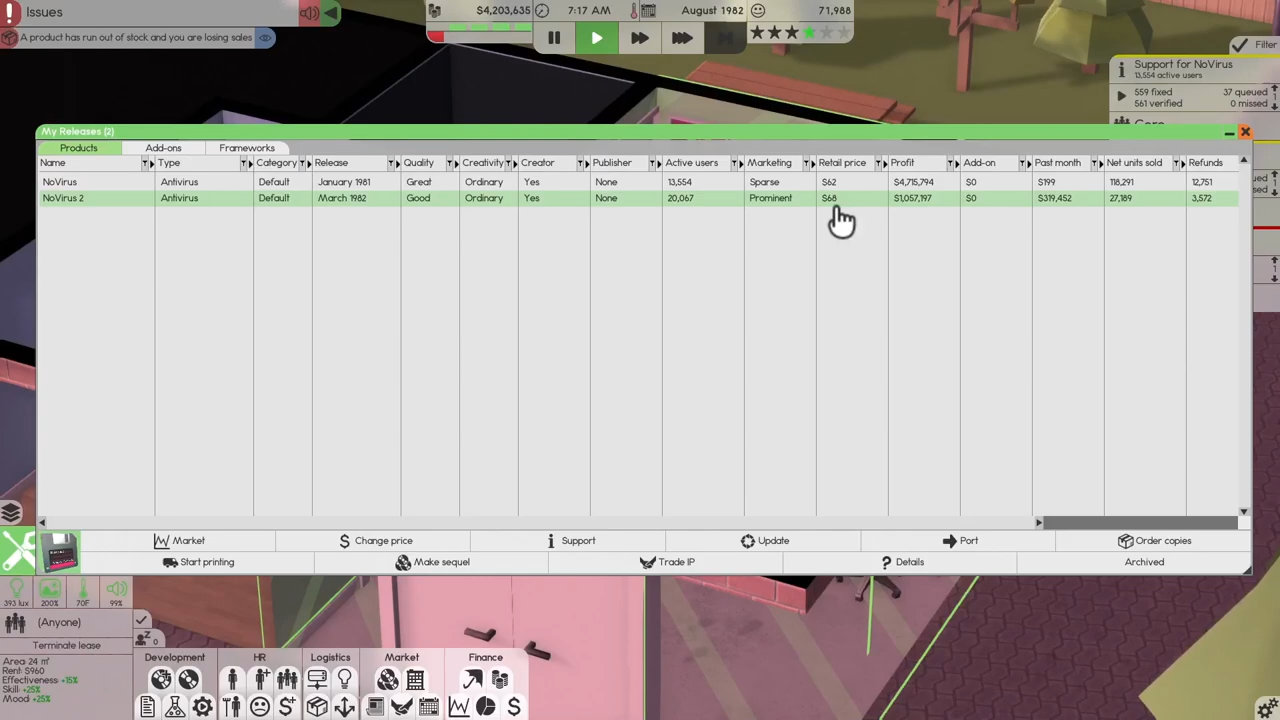 Issues
A product has run out of stock and you are losing sales
$4,203,635
7:17 AM
August 1982
71,988
Filter
Support for NoVirus
13,554 active users
559 fixed 37 queued
561 verified 0 missed
My Releases (2)
Products Add-ons Frameworks
Name Type Category Release Quality Creativity Creator Publisher Active users Marketing Retail price Profit Add-on Past month Net units sold Refunds
NoVirus Antivirus Default January 1981 Great Ordinary Yes None 13,554 Sparse $62 $4,715,794 $0 $199 118,291 12,751
NoVirus 2 Antivirus Default March 1982 Good Ordinary Yes None 20,067 Prominent $68 $1,057,197 $0 $319,452 27,189 3,572
Market Change price Support Update Port Order copies
Start printing Make sequel Trade IP Details Archived
393 lux 200% 70F 99%
(Anyone)
0
Terminate lease
Area: 24 m²
Rent: $960
Effectiveness: +15%
Skill: +25%
Mood: +25%
Development HR Logistics Market Finance